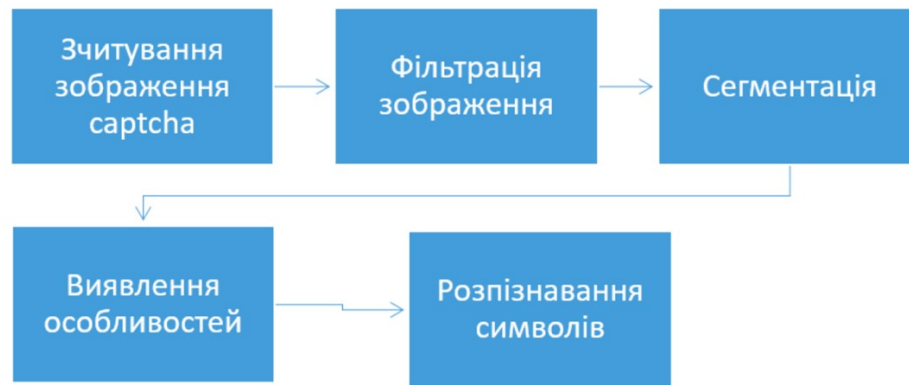 Зчитування
зображення
captcha
Фільтрація
зображення
Сегментація
Виявлення
особливостей
Розпізнавання
символів